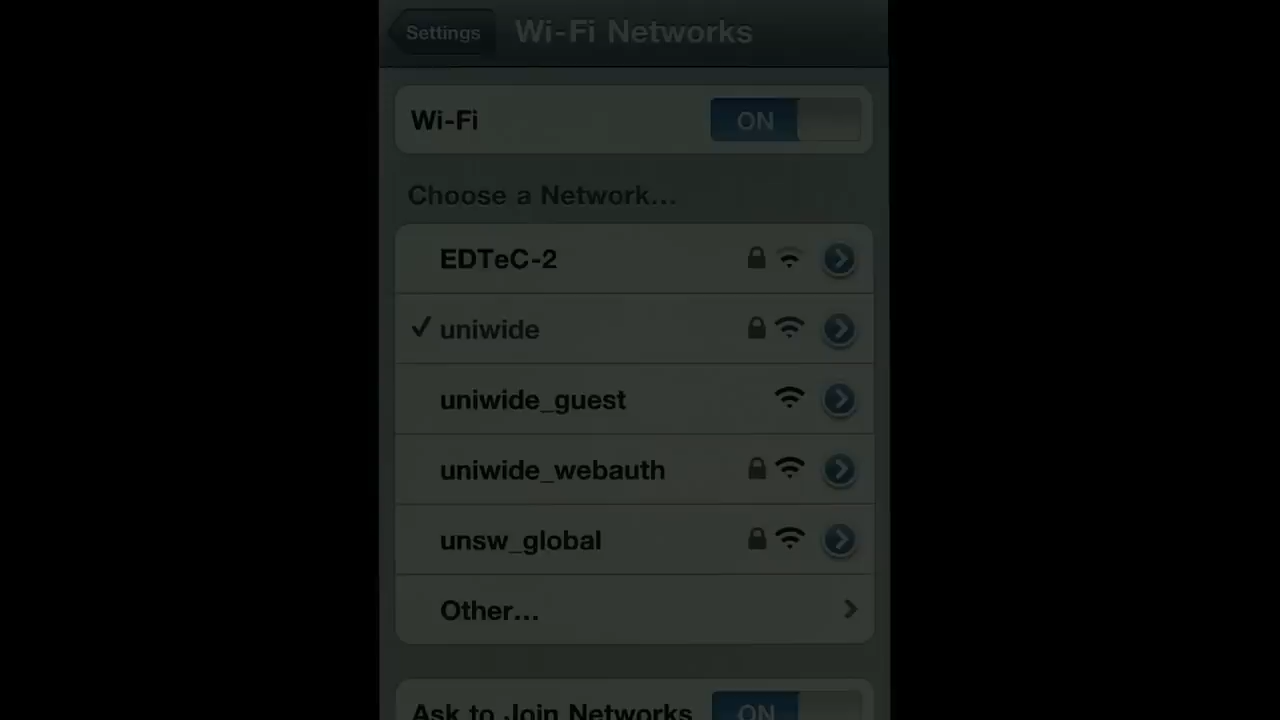 Settings
Wi-Fi Networks
Wi-Fi
ON
Choose a Network...
EDTeC-2
uniwide
uniwide_guest
uniwide_webauth
unsw_global
Other...
Ask to Join Networks
ON